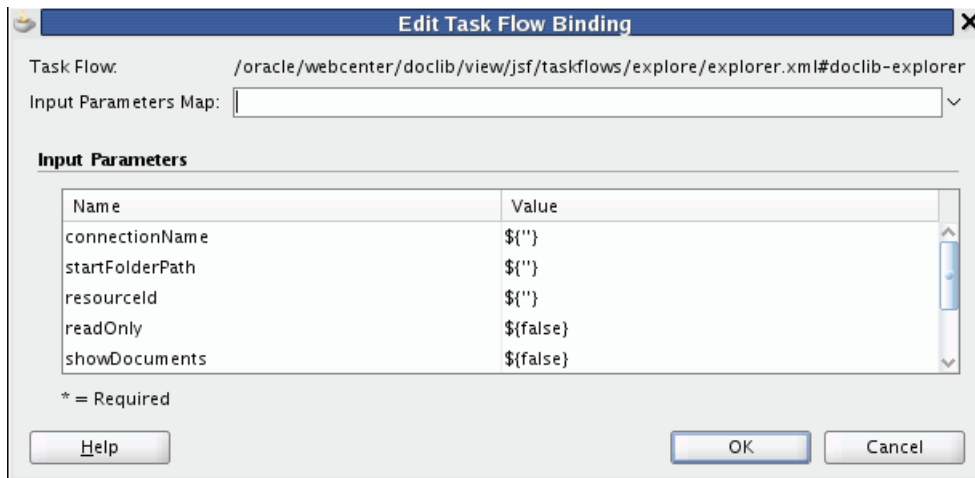 Edit Task Flow Binding
Task Flow: /oracle/webcenter/doclib/view/jsf/taskflows/explore/explorer.xml#doclib-explorer
Input Parameters Map:
Input Parameters
Name Value
connectionName ${''}
startFolderPath ${''}
resourceId ${''}
readOnly ${false}
showDocuments ${false}
* = Required
Help OK Cancel